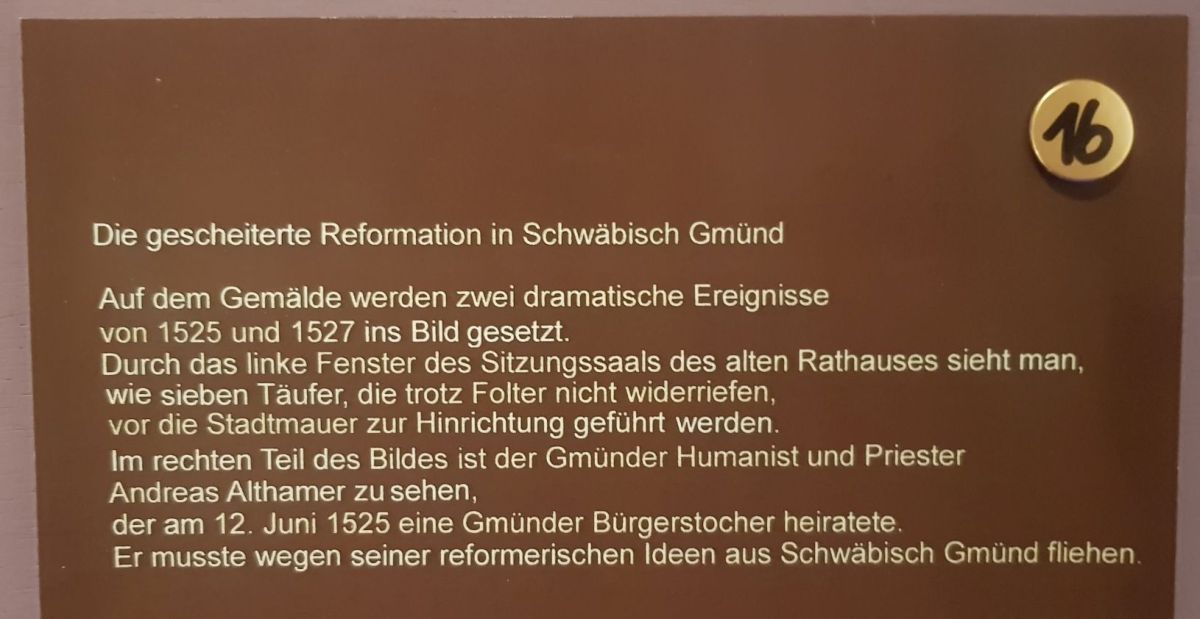 16
Die gescheiterte Reformation in Schwäbisch Gmünd
Auf dem Gemälde werden zwei dramatische Ereignisse
von 1525 und 1527 ins Bild gesetzt.
Durch das linke Fenster des Sitzungssaals des alten Rathauses sieht man,
wie sieben Täufer, die trotz Folter nicht widerriefen,
vor die Stadtmauer zur Hinrichtung geführt werden.
Im rechten Teil des Bildes ist der Gmünder Humanist und Priester
Andreas Althamer zu sehen,
der am 12. Juni 1525 eine Gmünder Bürgerstocher heiratete.
Er musste wegen seiner reformerischen Ideen aus Schwäbisch Gmünd fliehen.